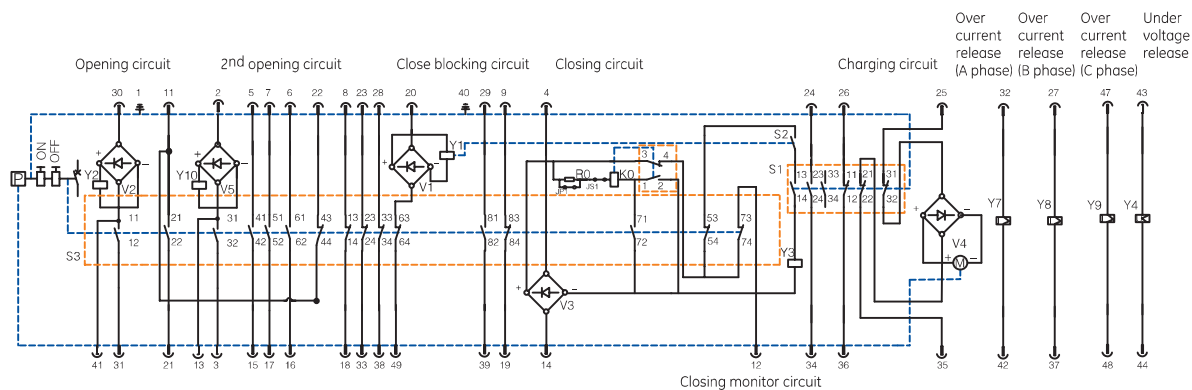 Over current release (A phase)
Over current release (B phase)
Over current release (C phase)
Under voltage release
Opening circuit
2nd opening circuit
Close blocking circuit
Closing circuit
Charging circuit
30 1 11 2 5 7 6 22 8 23 28 20 40 29 9 4 24 26 25 32 27 47 43
S2
Y1
ON OFF
3 4
P
Y2 V2 Y10 V5 V1
R0 K0
JP1 JS1
1 2
S1
13 23 33 11 21 31
14 24 34 12 22 32
Y7 Y8 Y9 Y4
11 21 31 41 51 61 43 13 23 33 63 81 83 71 53 73
12 22 32 42 52 62 44 14 24 34 64 82 84 72 54 74
S3
Y3
V4
M
V3
41 31 21 13 3 15 17 16 18 33 38 49 39 19 14 12 34 36 35 42 37 48 44
Closing monitor circuit